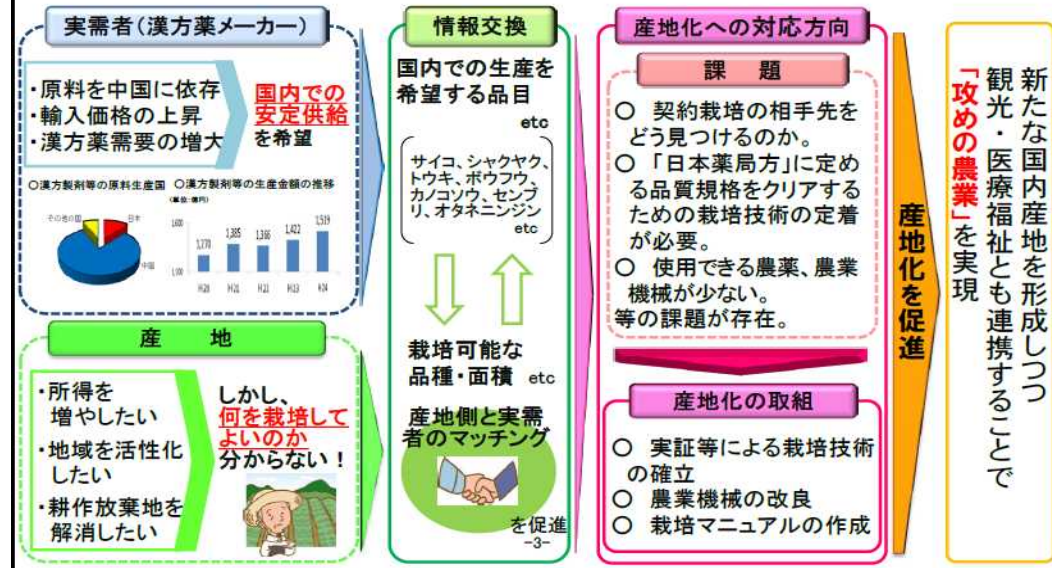 実需者(漢方薬メーカー)
・原料を中国に依存
・輸入価格の上昇
・漢方薬需要の増大
国内での
安定供給
を希望
○漢方製剤等の原料生産国
その他の国
日本
中国
○漢方製剤等の生産金額の推移
(単位:億円)
1,600
1,100
1,270
1,385
1,366
1,422
1,519
H20
H21
H22
H23
H24
産 地
・所得を
増やしたい
・地域を活性化
したい
・耕作放棄地を
解消したい
しかし、
何を栽培して
よいのか
分からない!
情報交換
国内での生産を
希望する品目
etc
サイコ、シャクヤク、
トウキ、ボウフウ、
カノコソウ、センブ
リ、オタネニンジン
etc
栽培可能な
品種・面積 etc
産地側と実需
者のマッチング
を促進
-3-
産地化への対応方向
課 題
○ 契約栽培の相手先を
どう見つけるのか。
○ 「日本薬局方」に定め
る品質規格をクリアする
ための栽培技術の定着
が必要。
○ 使用できる農薬、農業
機械が少ない。
等の課題が存在。
産地化の取組
○ 実証等による栽培技術
の確立
○ 農業機械の改良
○ 栽培マニュアルの作成
産地化を促進
新たな国内産地を形成しつつ
観光・医療福祉とも連携することで
「攻めの農業」を実現